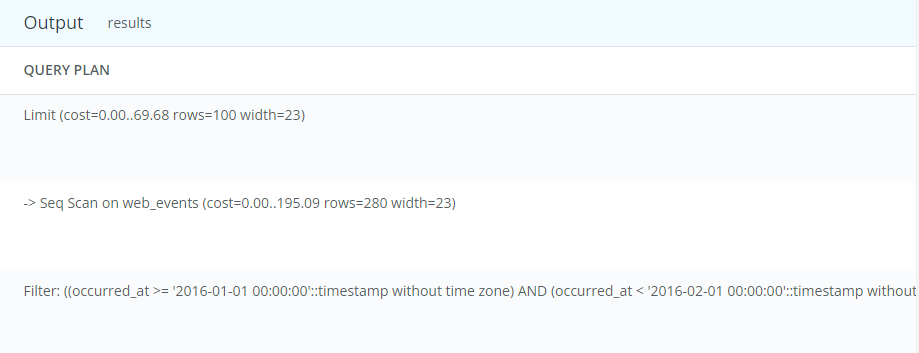 Output results
QUERY PLAN
Limit (cost=0.00..69.68 rows=100 width=23)
-> Seq Scan on web_events (cost=0.00..195.09 rows=280 width=23)
Filter: ((occurred_at >= '2016-01-01 00:00:00'::timestamp without time zone) AND (occurred_at < '2016-02-01 00:00:00'::timestamp without